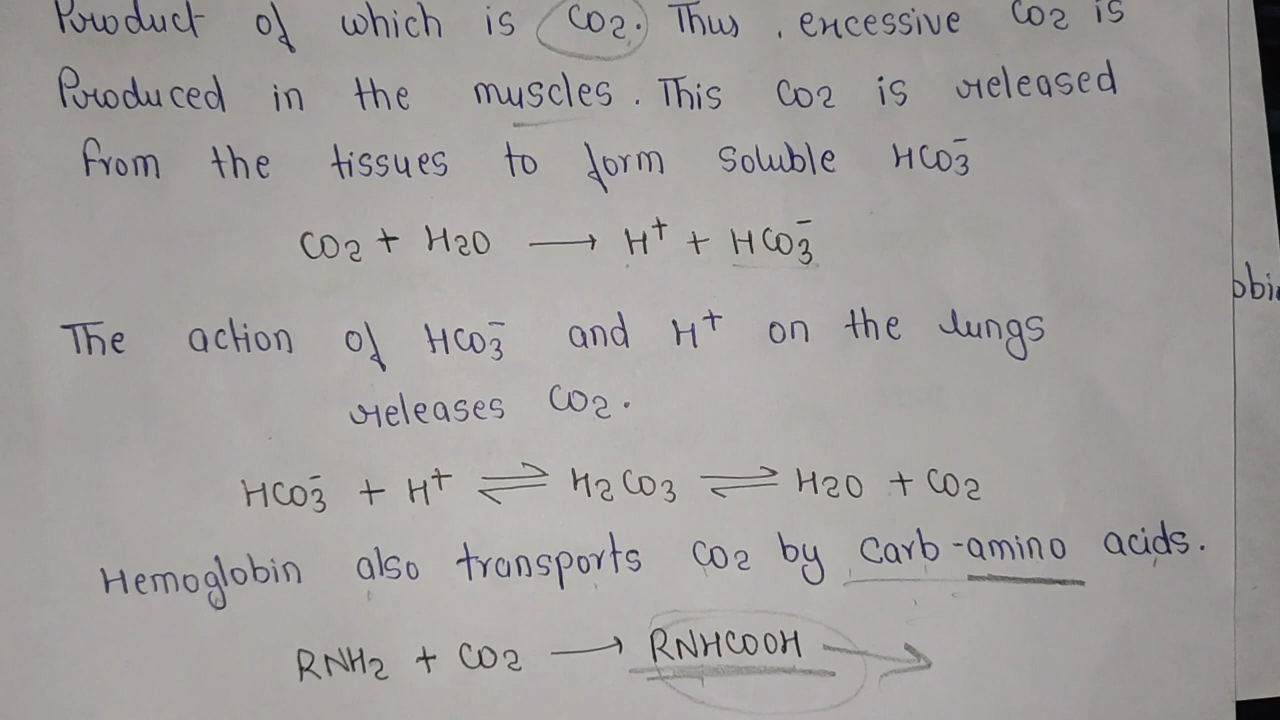 Product of which is CO2. Thus, excessive CO2 is
Produced in the muscles. This CO2 is released
From the tissues to form soluble HCO3⁻
CO2 + H2O ⟶ H⁺ + HCO3⁻
The action of HCO3⁻ and H⁺ on the lungs
releases CO2.
HCO3⁻ + H⁺ ⇌ H2CO3 ⇌ H2O + CO2
Hemoglobin also transports CO2 by carb-amino acids.
RNH2 + CO2 ⟶ RNHCOOH ⟶